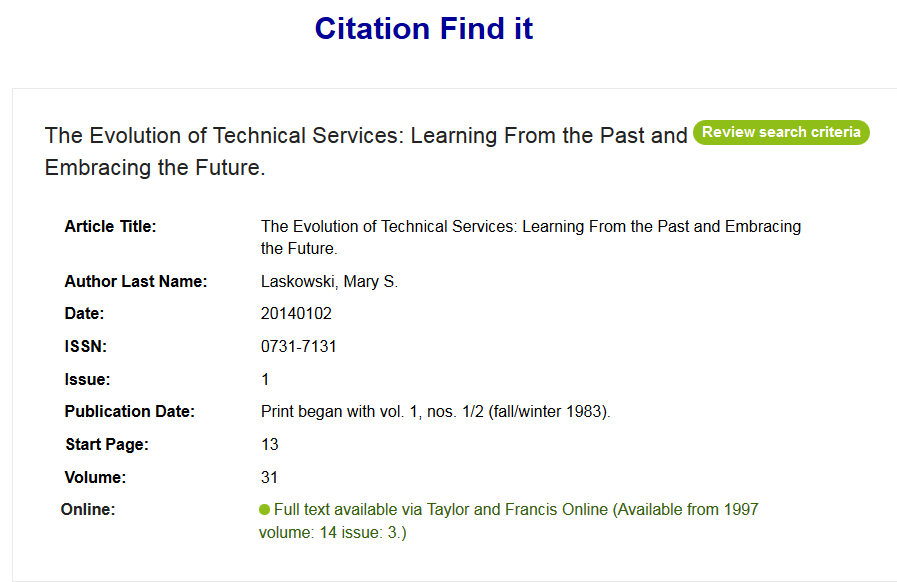 Citation Find it
The Evolution of Technical Services: Learning From the Past and Review search criteria
Embracing the Future.
Article Title: The Evolution of Technical Services: Learning From the Past and Embracing
the Future.
Author Last Name: Laskowski, Mary S.
Date: 20140102
ISSN: 0731-7131
Issue: 1
Publication Date: Print began with vol. 1, nos. 1/2 (fall/winter 1983).
Start Page: 13
Volume: 31
Online: Full text available via Taylor and Francis Online (Available from 1997
volume: 14 issue: 3.)